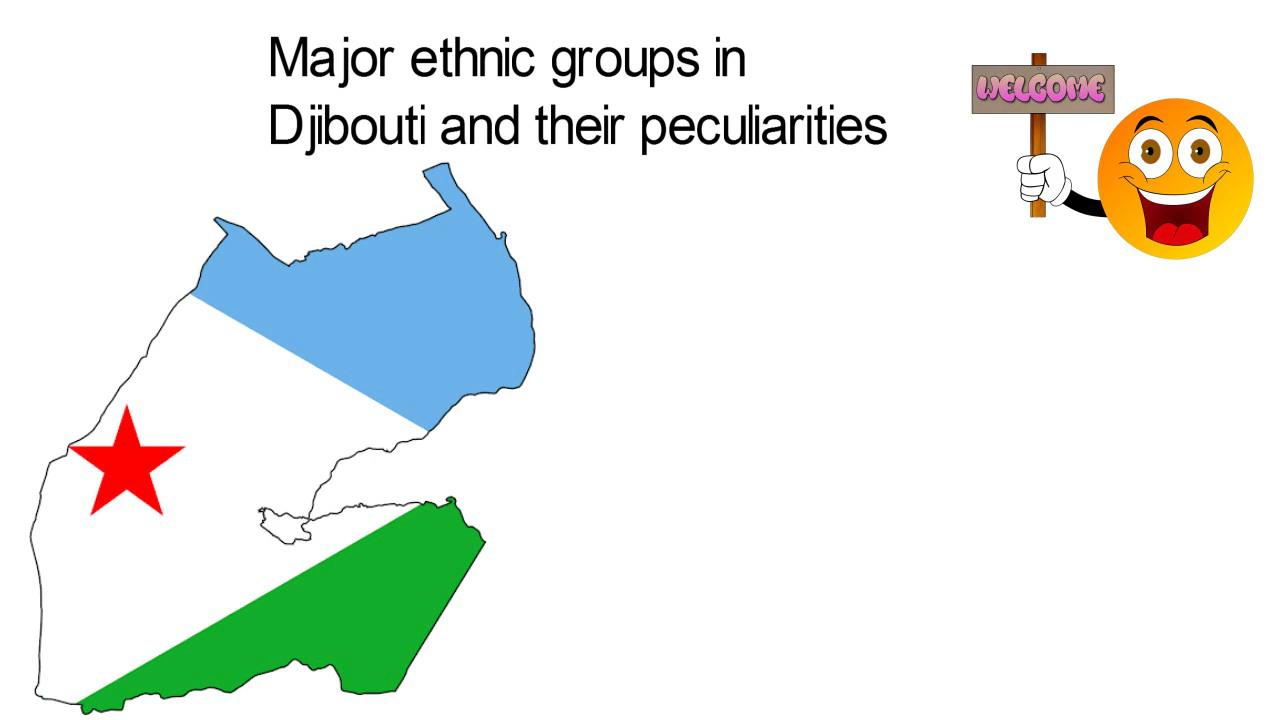 Major ethnic groups in
Djibouti and their peculiarities
WELCOME